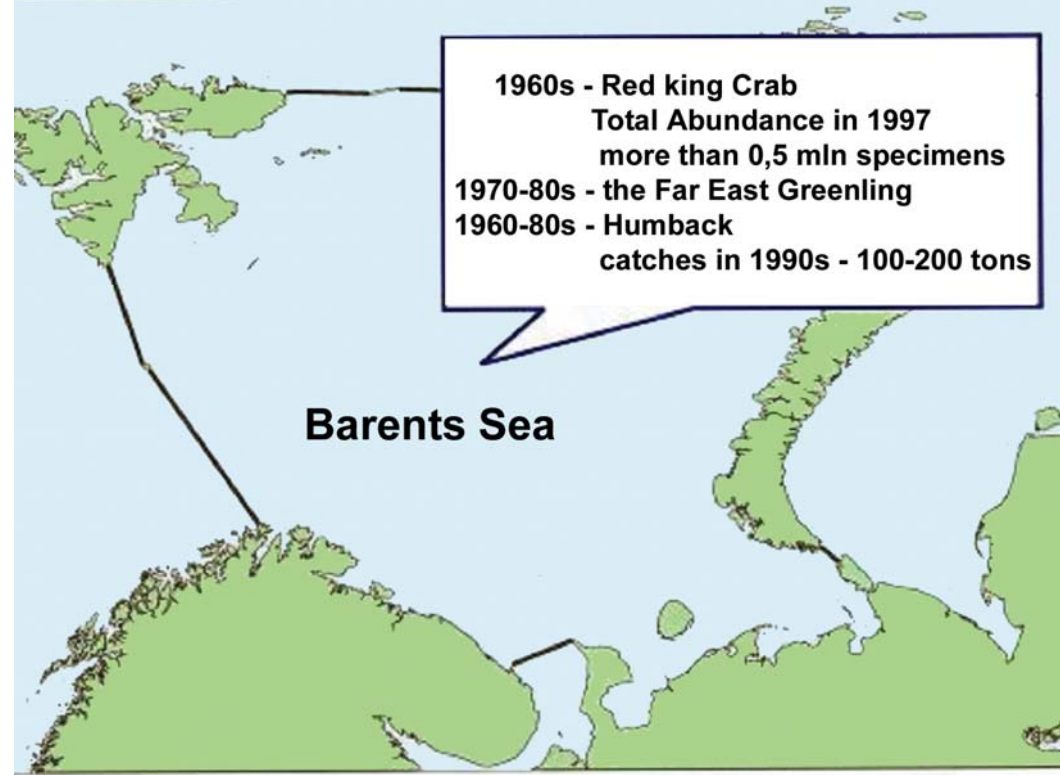 1960s - Red king Crab
Total Abundance in 1997
more than 0,5 mln specimens
1970-80s - the Far East Greenling
1960-80s - Humback
catches in 1990s - 100-200 tons
Barents Sea